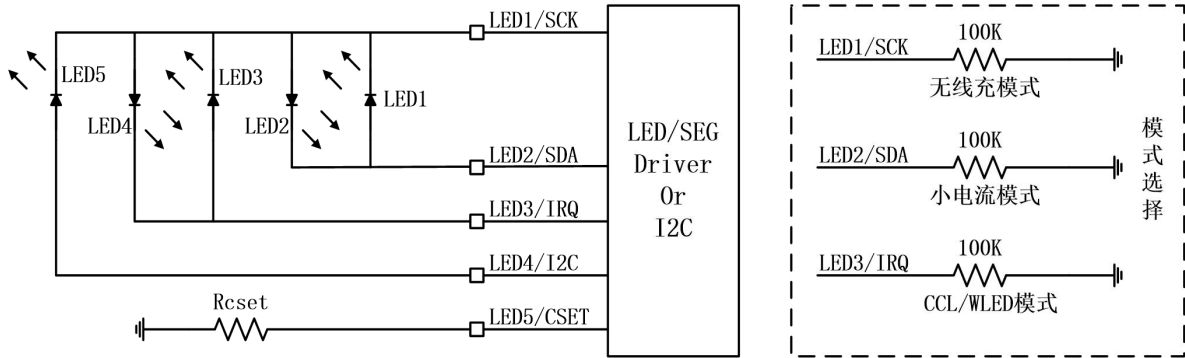 LED1/SCK
LED5
LED3
LED1
LED4
LED2
LED2/SDA
LED3/IRQ
LED4/I2C
Rcset
LED5/CSET
LED/SEG
Driver
Or
I2C
LED1/SCK
100K
无线充模式
LED2/SDA
100K
小电流模式
LED3/IRQ
100K
CCL/WLED模式
模式选择